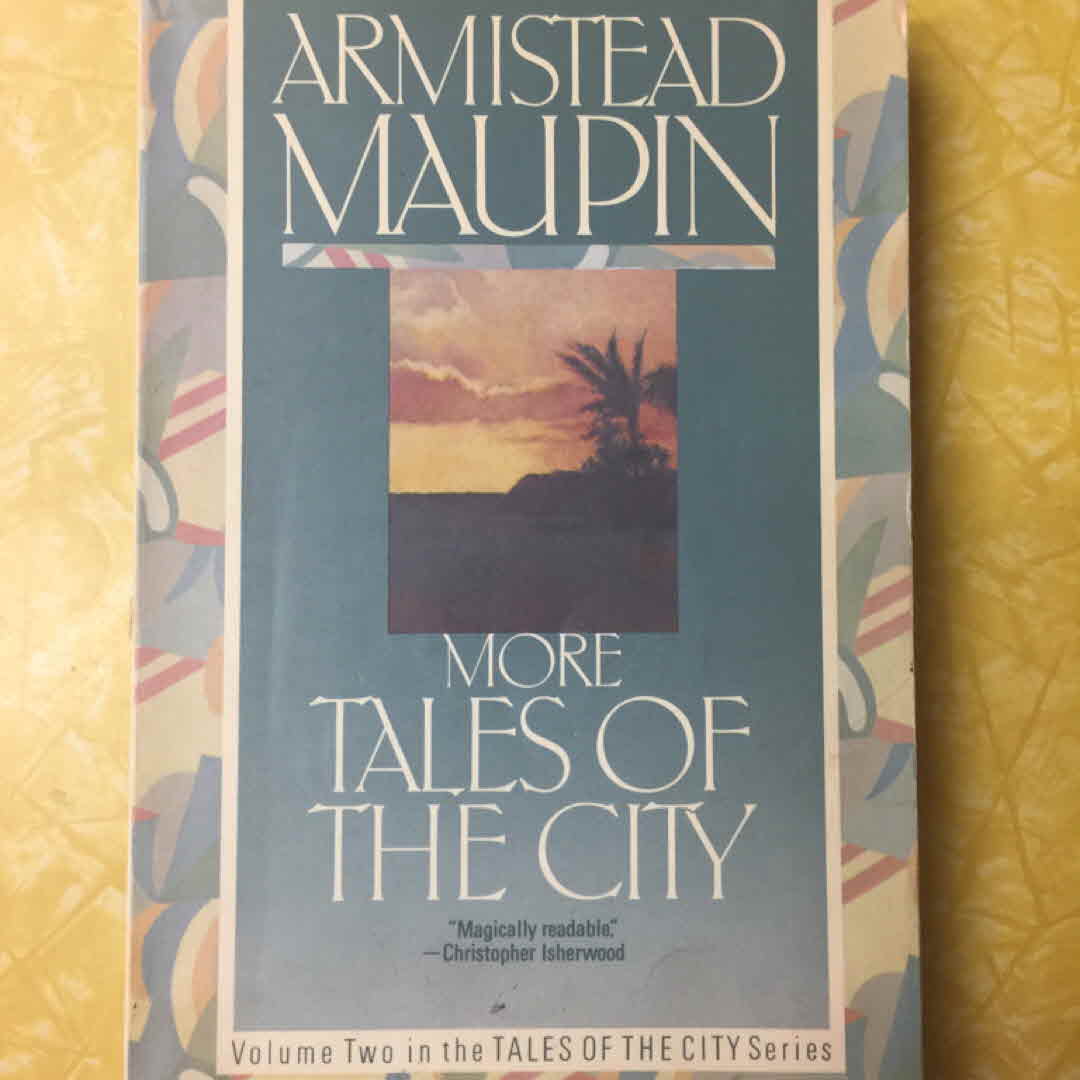 ARMISTEAD
MAUPIN
MORE
TALES OF
THE CITY
"Magically readable."
—Christopher Isherwood
Volume Two in the TALES OF THE CITY Series